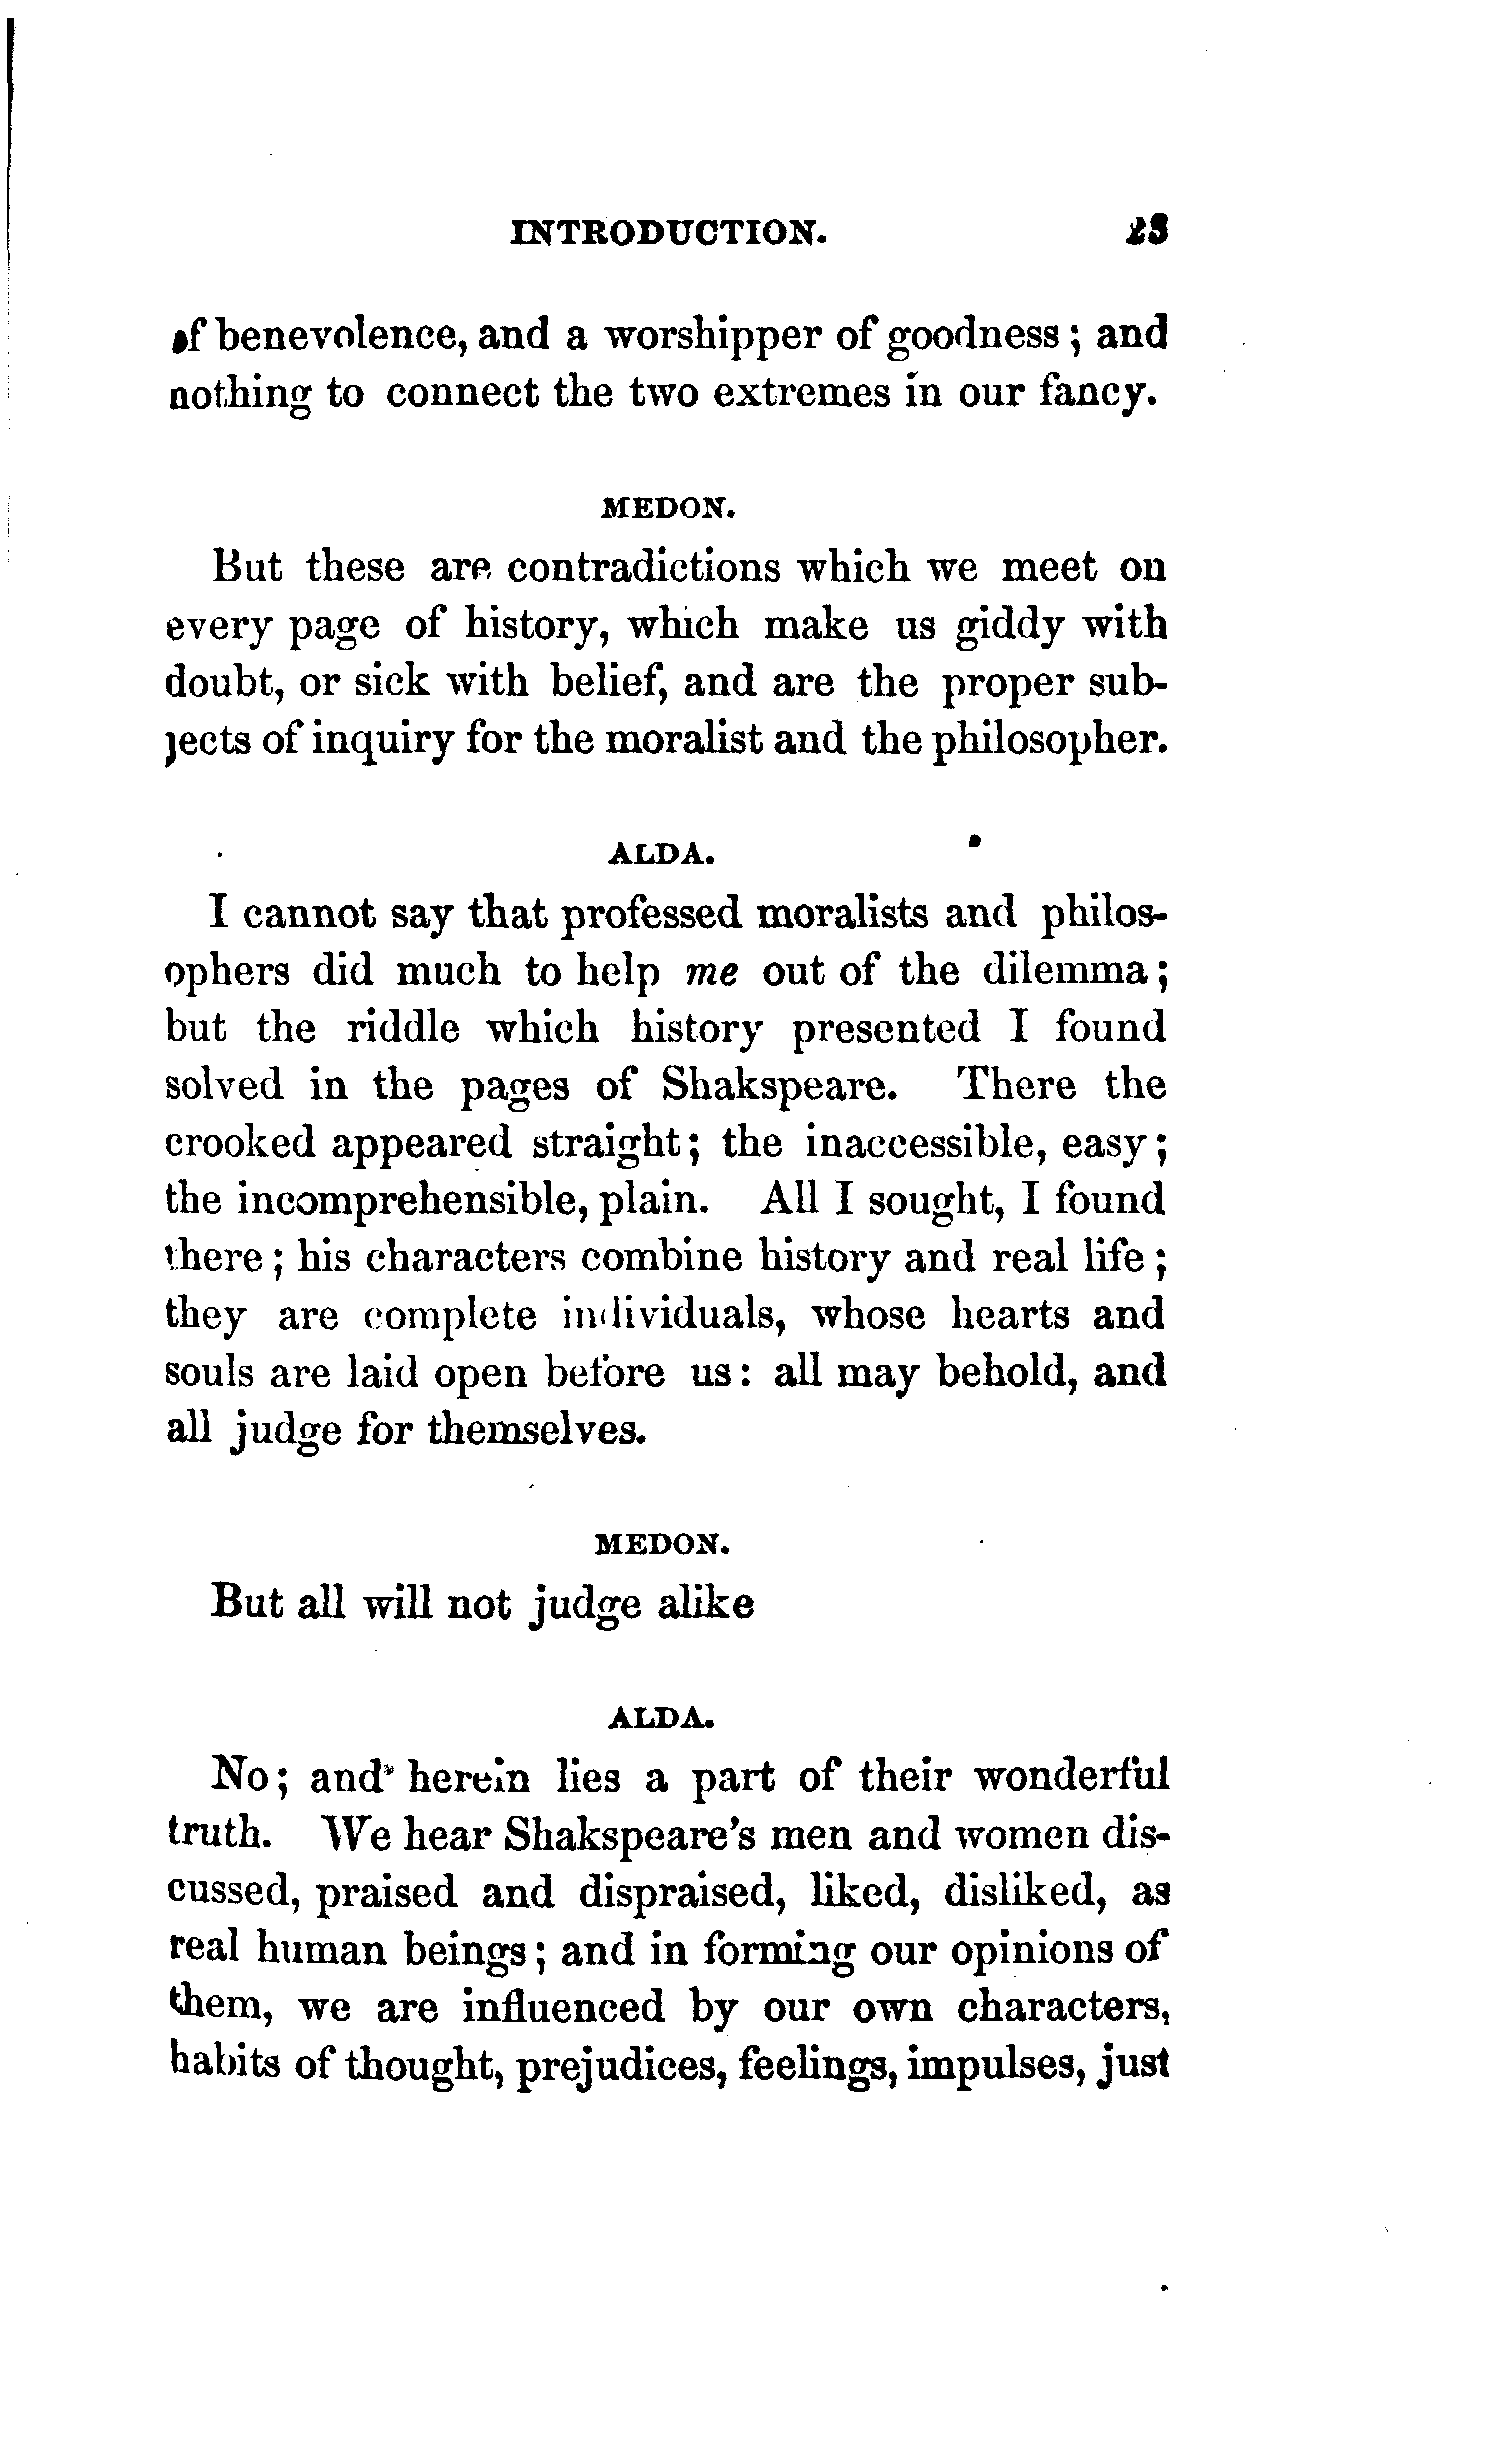 INTRODUCTION. 23
of benevolence, and a worshipper of goodness; and
nothing to connect the two extremes in our fancy.
MEDON.
But these are contradictions which we meet on
every page of history, which make us giddy with
doubt, or sick with belief, and are the proper sub-
jects of inquiry for the moralist and the philosopher.
ALDA.
I cannot say that professed moralists and philos-
ophers did much to help me out of the dilemma;
but the riddle which history presented I found
solved in the pages of Shakspeare. There the
crooked appeared straight; the inaccessible, easy;
the incomprehensible, plain. All I sought, I found
there; his characters combine history and real life;
they are complete individuals, whose hearts and
souls are laid open before us: all may behold, and
all judge for themselves.
MEDON.
But all will not judge alike
ALDA.
No; and herein lies a part of their wonderful
truth. We hear Shakspeare's men and women dis-
cussed, praised and dispraised, liked, disliked, as
real human beings; and in forming our opinions of
them, we are influenced by our own characters,
habits of thought, prejudices, feelings, impulses, just